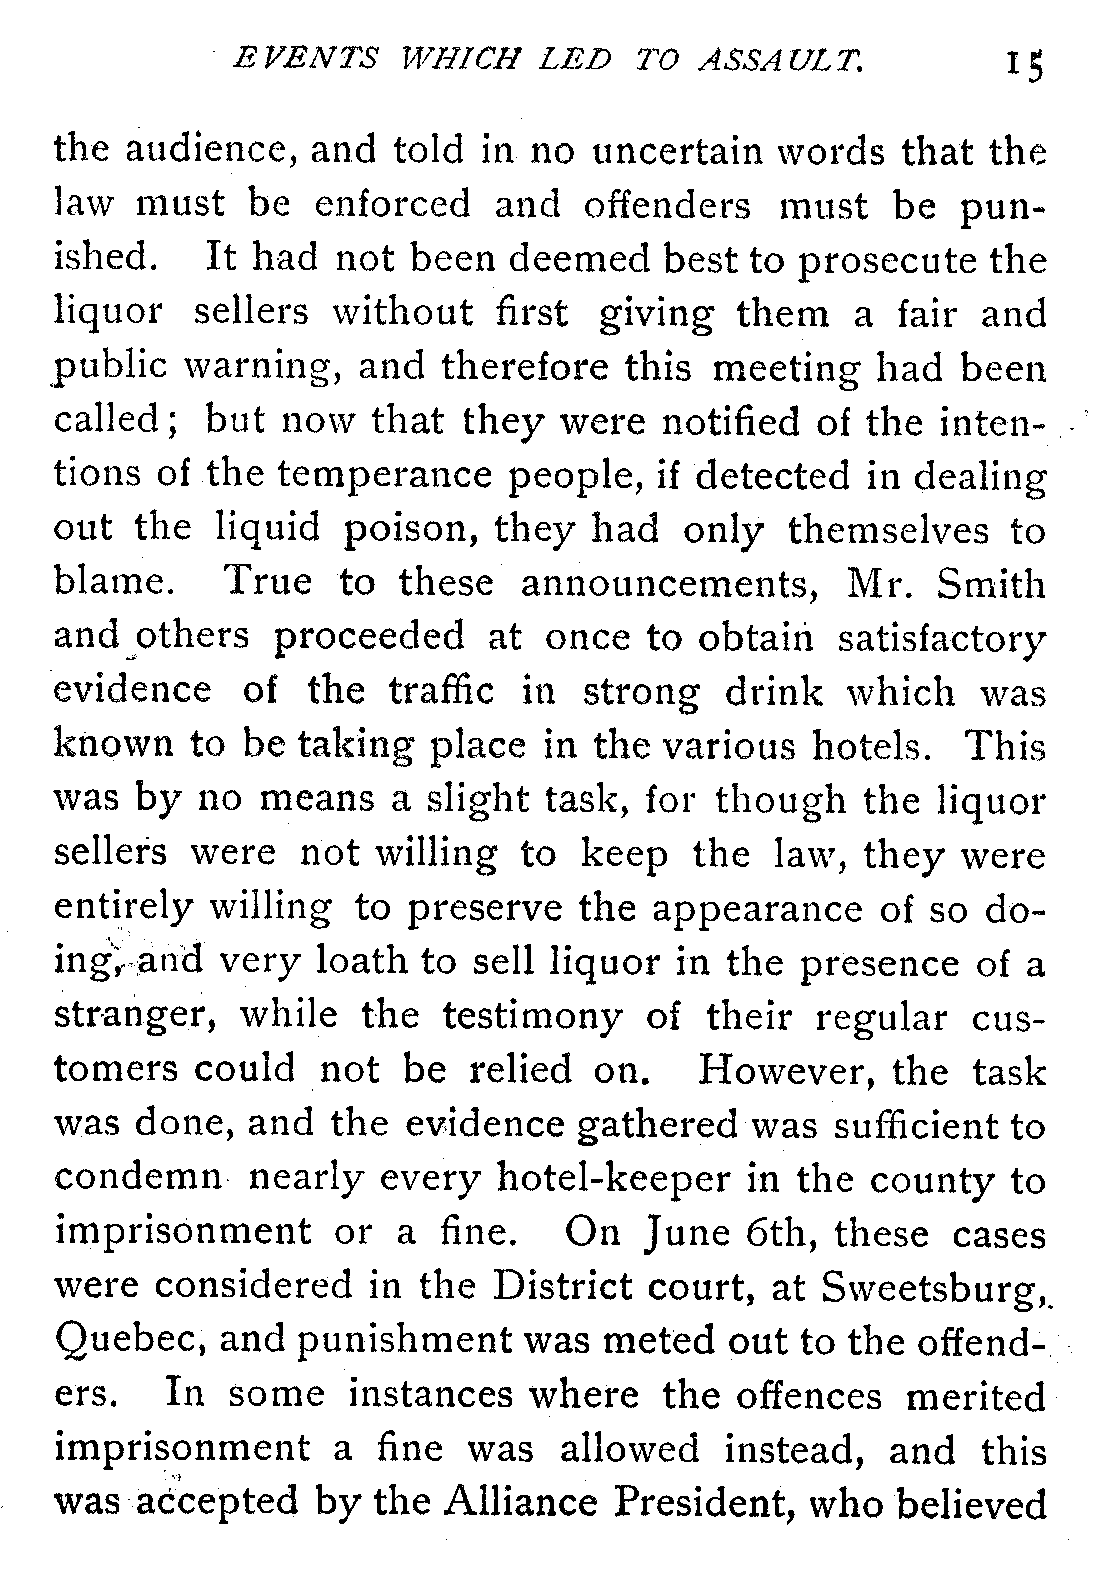 EVENTS WHICH LED TO ASSAULT. 15
the audience, and told in no uncertain words that the
law must be enforced and offenders must be pun-
ished. It had not been deemed best to prosecute the
liquor sellers without first giving them a fair and
public warning, and therefore this meeting had been
called; but now that they were notified of the inten-
tions of the temperance people, if detected in dealing
out the liquid poison, they had only themselves to
blame. True to these announcements, Mr. Smith
and others proceeded at once to obtain satisfactory
evidence of the traffic in strong drink which was
known to be taking place in the various hotels. This
was by no means a slight task, for though the liquor
sellers were not willing to keep the law, they were
entirely willing to preserve the appearance of so do-
ing, and very loath to sell liquor in the presence of a
stranger, while the testimony of their regular cus-
tomers could not be relied on. However, the task
was done, and the evidence gathered was sufficient to
condemn nearly every hotel-keeper in the county to
imprisonment or a fine. On June 6th, these cases
were considered in the District court, at Sweetsburg,
Quebec, and punishment was meted out to the offend-
ers. In some instances where the offences merited
imprisonment a fine was allowed instead, and this
was accepted by the Alliance President, who believed